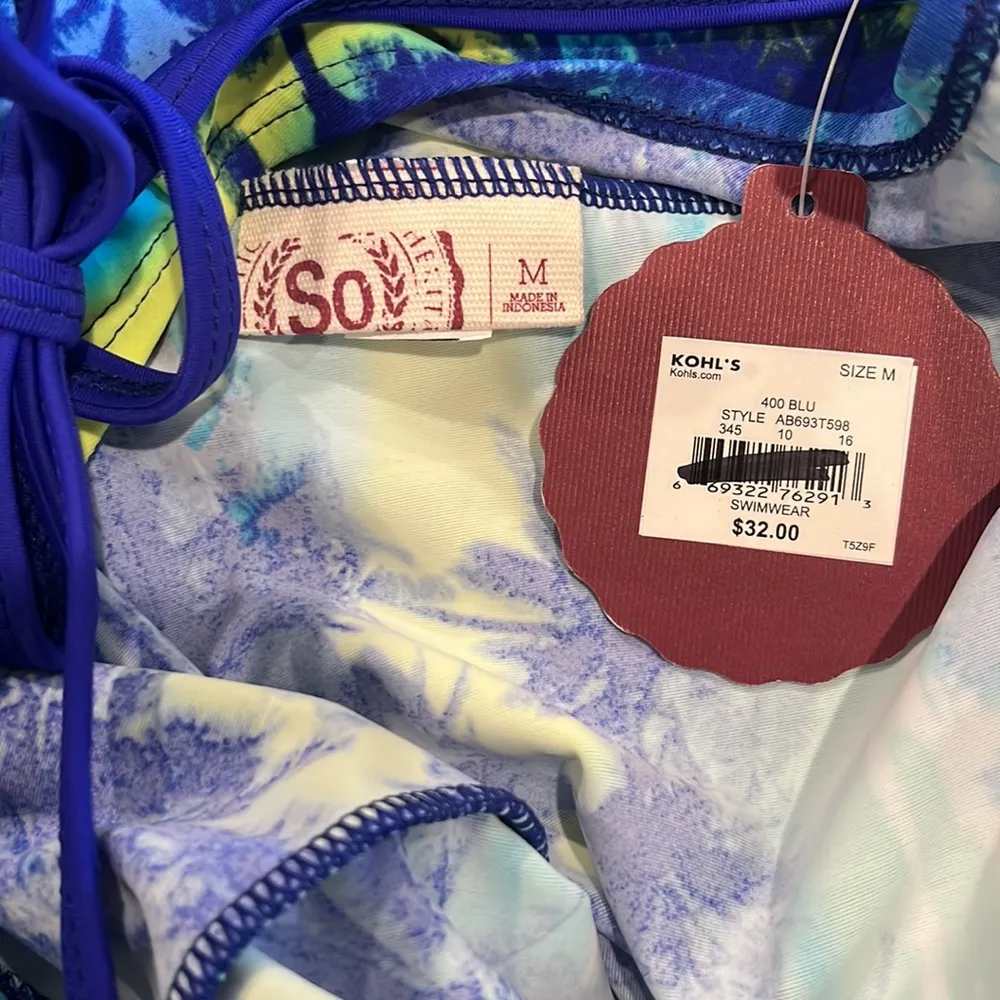 So
M
MADE IN
INDONESIA
KOHL'S
Kohls.com
SIZE M
400 BLU
STYLE AB693T598
345 10 16
6 69322 76291 3
SWIMWEAR
$32.00
T5Z9F